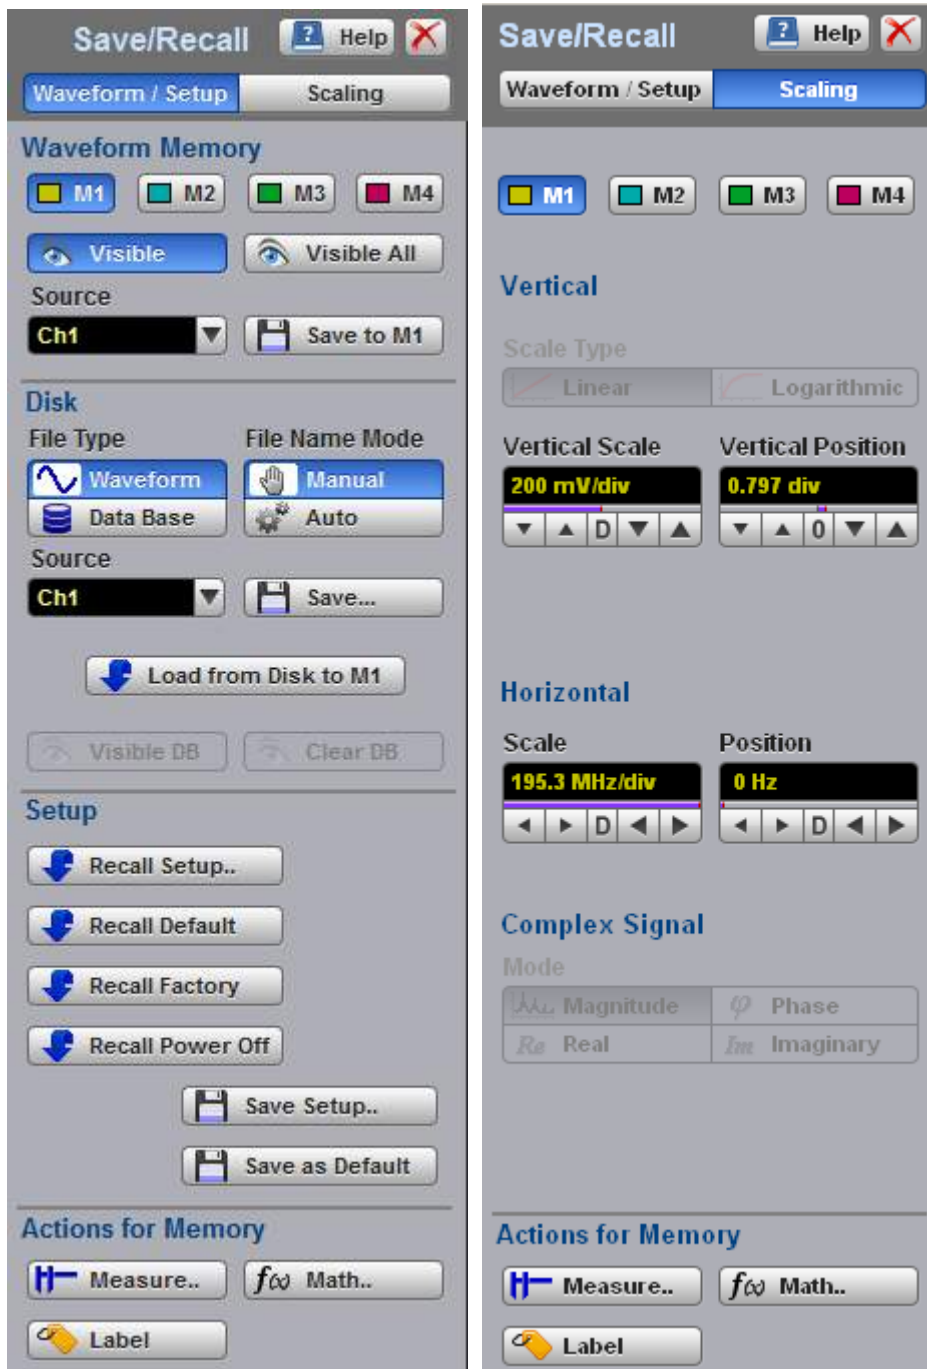 Save/Recall ? Help
Waveform / Setup Scaling
Waveform Memory
M1 M2 M3 M4
Visible Visible All
Source
Ch1 Save to M1
Disk
File Type File Name Mode
Waveform Manual
Data Base Auto
Source
Ch1 Save...
Load from Disk to M1
Visible DB Clear DB
Setup
Recall Setup..
Recall Default
Recall Factory
Recall Power Off
Save Setup..
Save as Default
Actions for Memory
Measure.. f(x) Math..
Label
Save/Recall ? Help
Waveform / Setup Scaling
M1 M2 M3 M4
Vertical
Scale Type
Linear Logarithmic
Vertical Scale Vertical Position
200 mV/div 0.797 div
D 0
Horizontal
Scale Position
195.3 MHz/div 0 Hz
D D
Complex Signal
Mode
Magnitude φ Phase
Re Real Im Imaginary
Actions for Memory
Measure.. f(x) Math..
Label